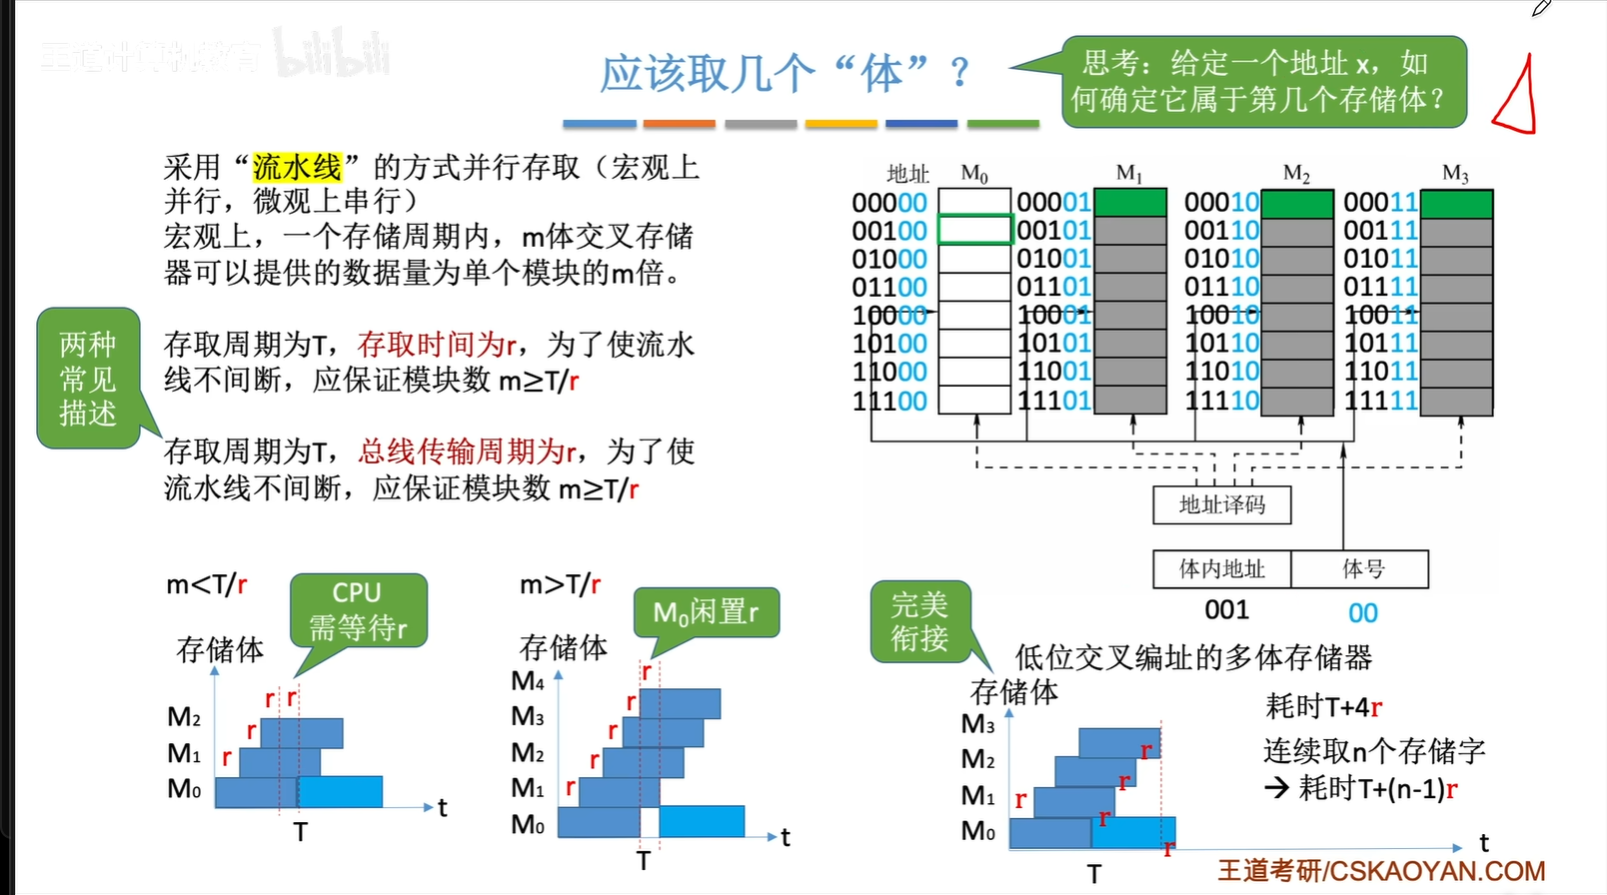 王道计算机教育 bilibili
应该取几个“体”？
思考：给定一个地址 x，如
何确定它属于第几个存储体？
采用“流水线”的方式并行存取（宏观上
并行，微观上串行）
宏观上，一个存储周期内，m体交叉存储
器可以提供的数据量为单个模块的m倍。
两种
常见
描述
存取周期为T，存取时间为r，为了使流水
线不间断，应保证模块数 m≥T/r
存取周期为T，总线传输周期为r，为了使
流水线不间断，应保证模块数 m≥T/r
地址 M₀ M₁ M₂ M₃
00000 00001 00010 00011
00100 00101 00110 00111
01000 01001 01010 01011
01100 01101 01110 01111
10000 10001 10010 10011
10100 10101 10110 10111
11000 11001 11010 11011
11100 11101 11110 11111
地址译码
体内地址 体号
001 00
低位交叉编址的多体存储器
m<T/r
CPU
需等待r
存储体
r r
M₂ r
M₁ r
M₀
t
T
m>T/r
M₀闲置r
存储体
r
M₄ r
M₃ r
M₂ r
M₁ r
M₀
t
T
完美
衔接
存储体
M₃ r
M₂ r
M₁ r r
M₀ r
t
T
耗时T+4r
连续取n个存储字
→ 耗时T+(n-1)r
王道考研/CSKAOYAN.COM